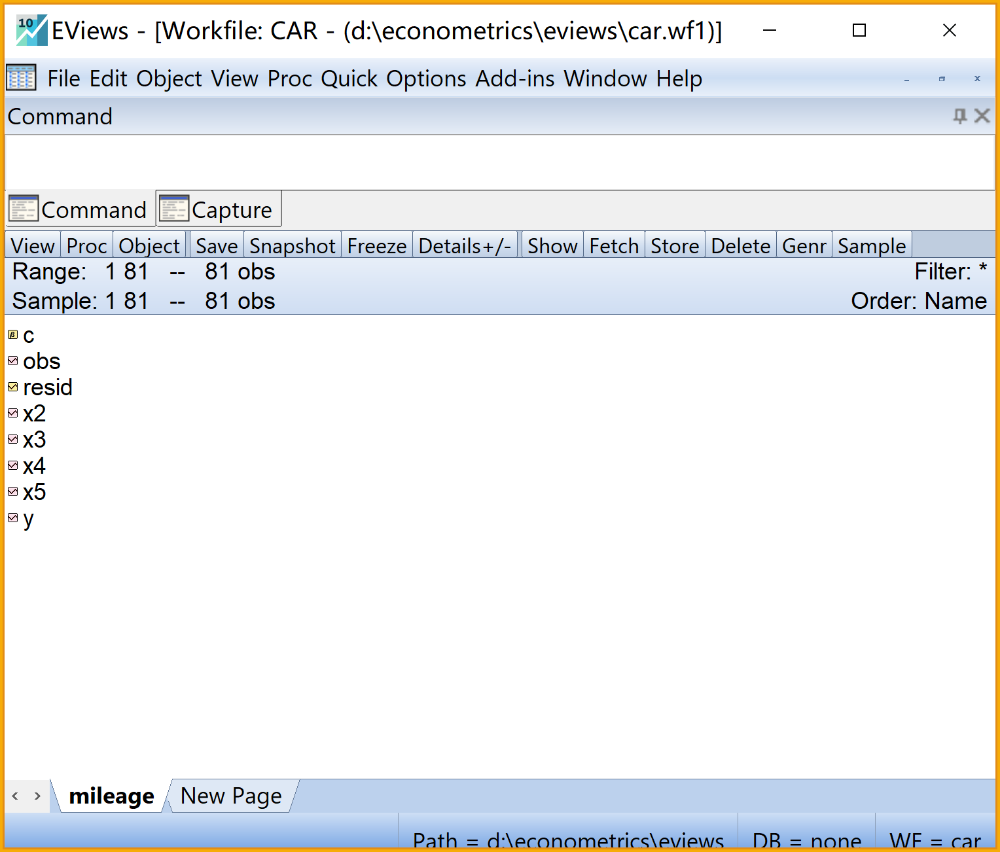 10 EViews - [Workfile: CAR - (d:\econometrics\eviews\car.wf1)]
File Edit Object View Proc Quick Options Add-ins Window Help
Command
Command Capture
View Proc Object Save Snapshot Freeze Details+/- Show Fetch Store Delete Genr Sample
Range: 1 81 -- 81 obs Filter: *
Sample: 1 81 -- 81 obs Order: Name
β c
obs
resid
x2
x3
x4
x5
y
mileage New Page
Path = d:\econometrics\eviews DB = none WF = car